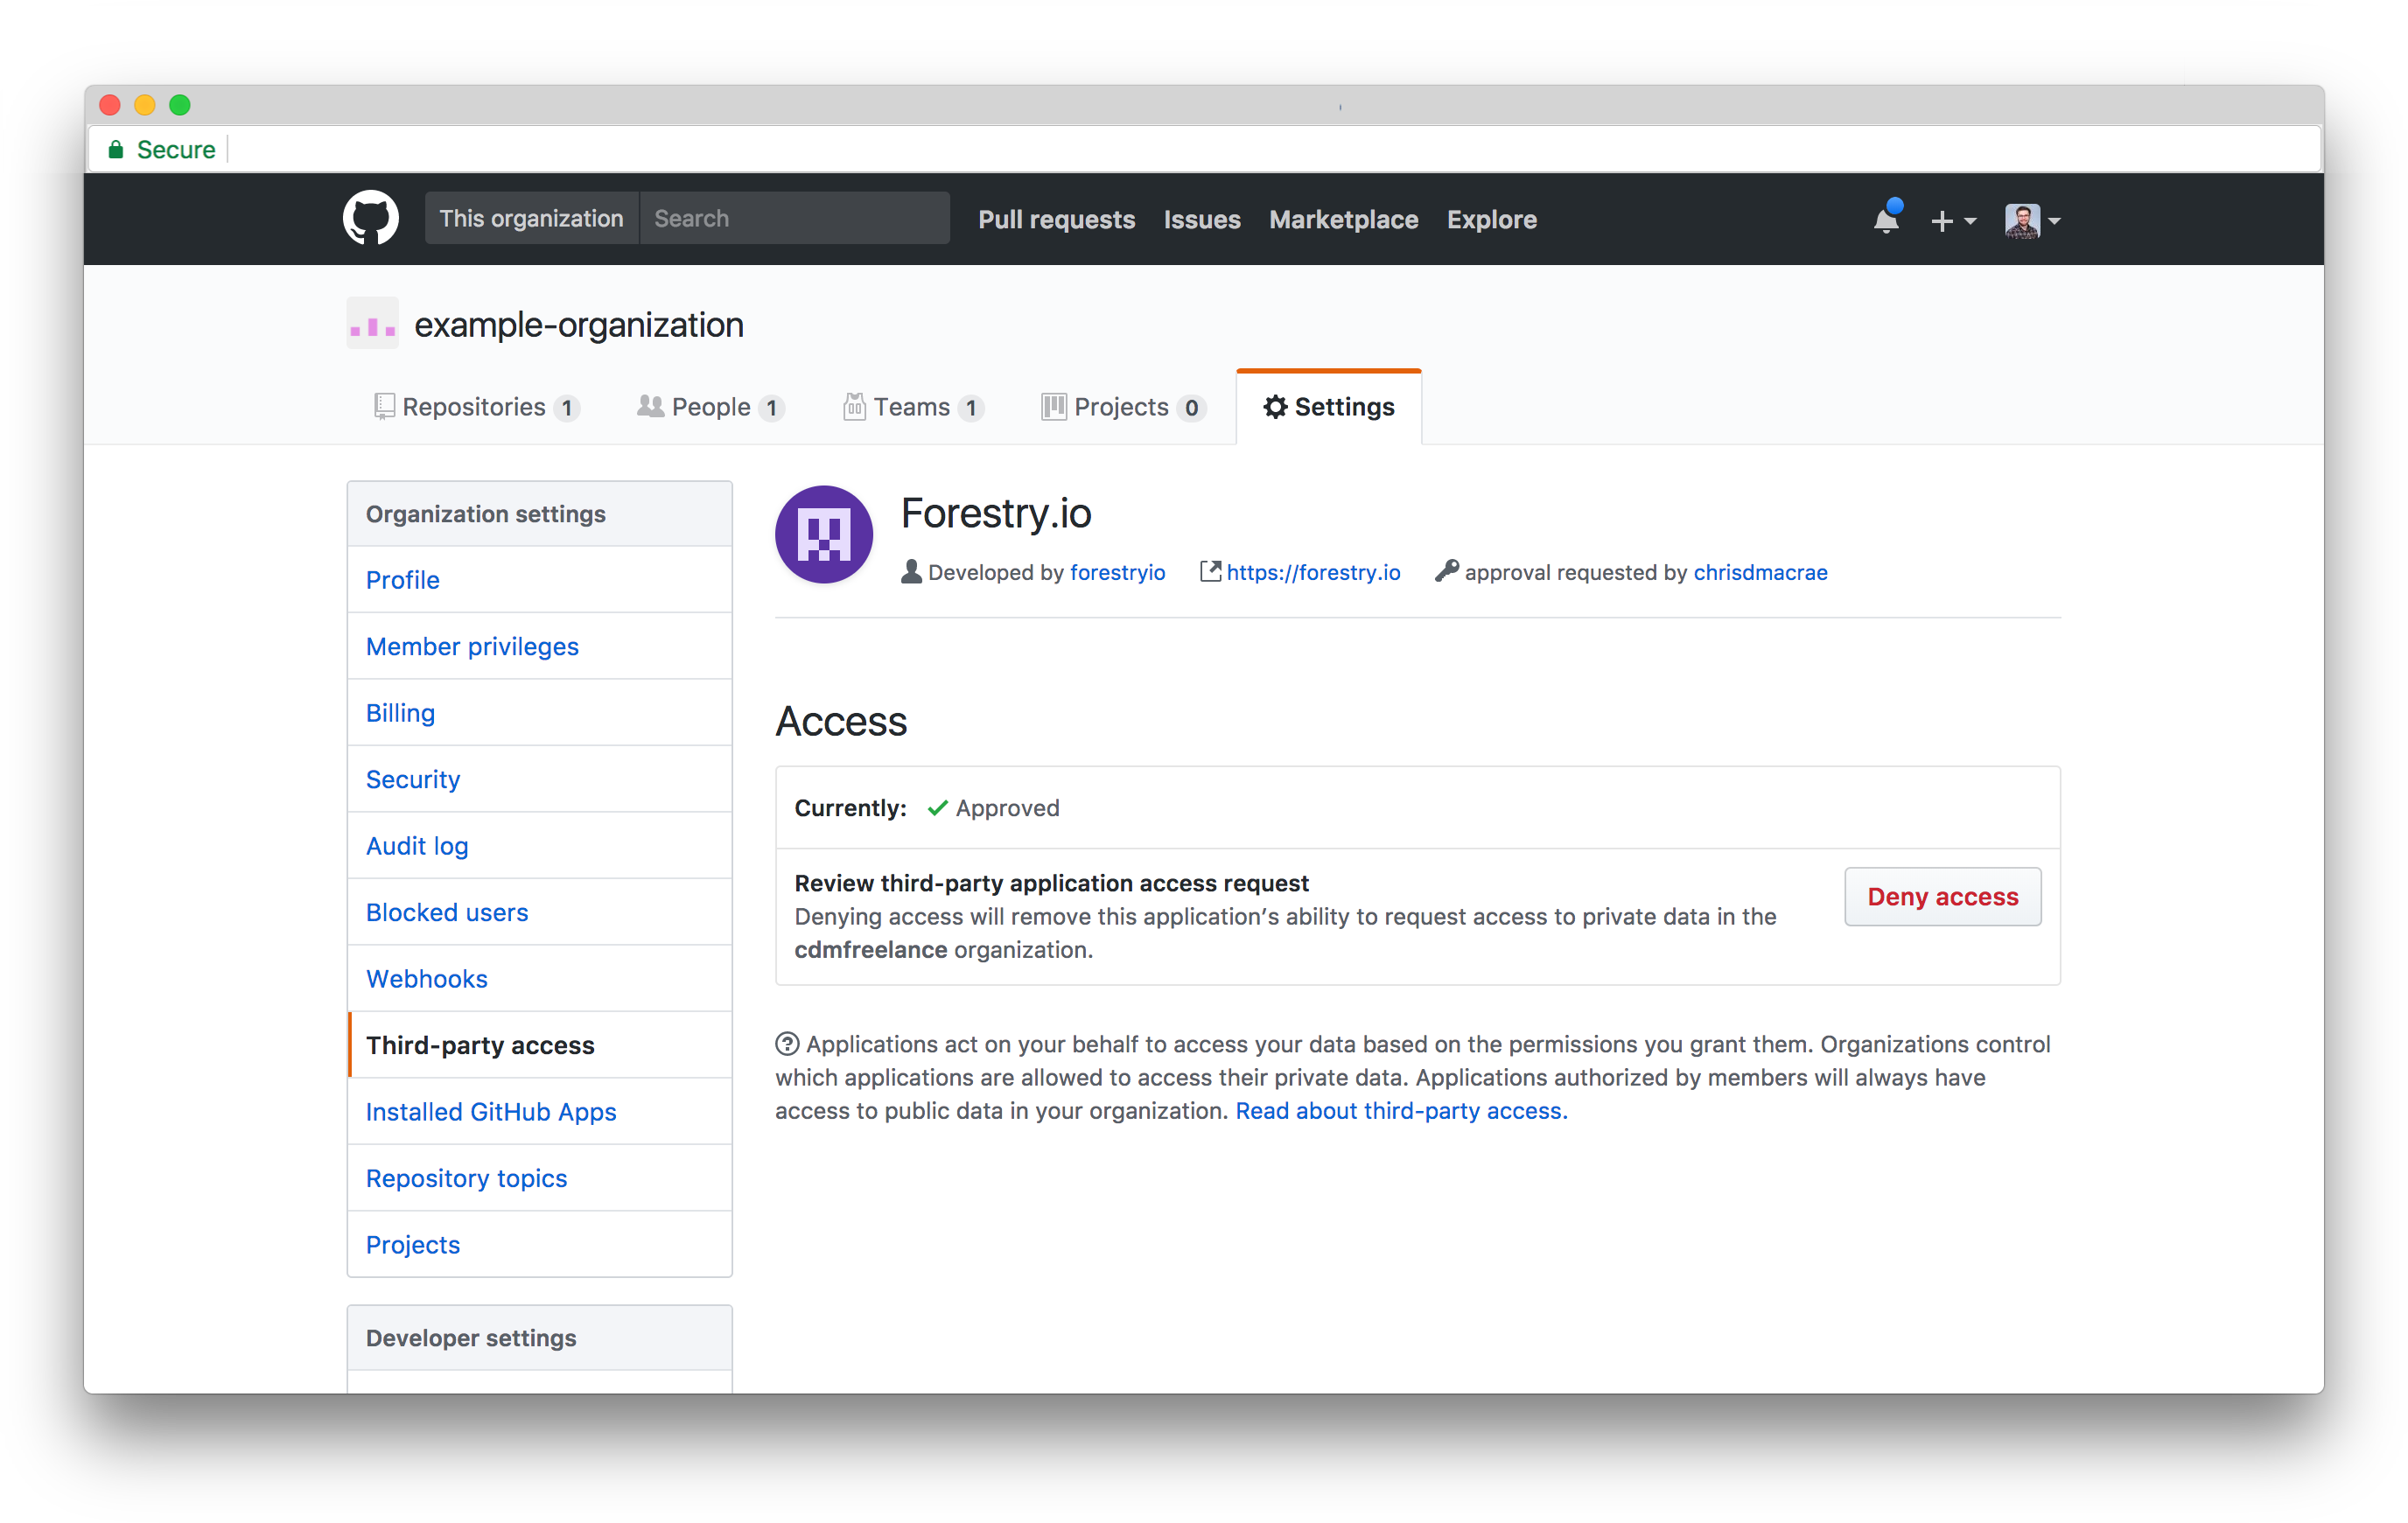 Secure
This organization Search Pull requests Issues Marketplace Explore
example-organization
Repositories 1 People 1 Teams 1 Projects 0 Settings
Organization settings
Profile
Member privileges
Billing
Security
Audit log
Blocked users
Webhooks
Third-party access
Installed GitHub Apps
Repository topics
Projects
Developer settings
Forestry.io
Developed by forestryio https://forestry.io approval requested by chrisdmacrae
Access
Currently: Approved
Review third-party application access request
Denying access will remove this application’s ability to request access to private data in the
cdmfreelance organization.
Deny access
Applications act on your behalf to access your data based on the permissions you grant them. Organizations control
which applications are allowed to access their private data. Applications authorized by members will always have
access to public data in your organization. Read about third-party access.